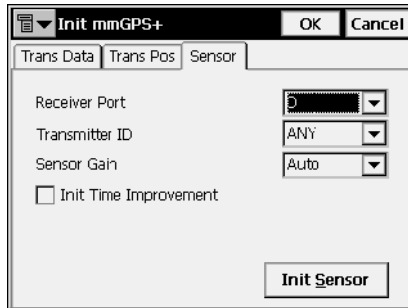 Init mmGPS+ OK Cancel
Trans Data Trans Pos Sensor
Receiver Port D
Transmitter ID ANY
Sensor Gain Auto
Init Time Improvement
Init Sensor